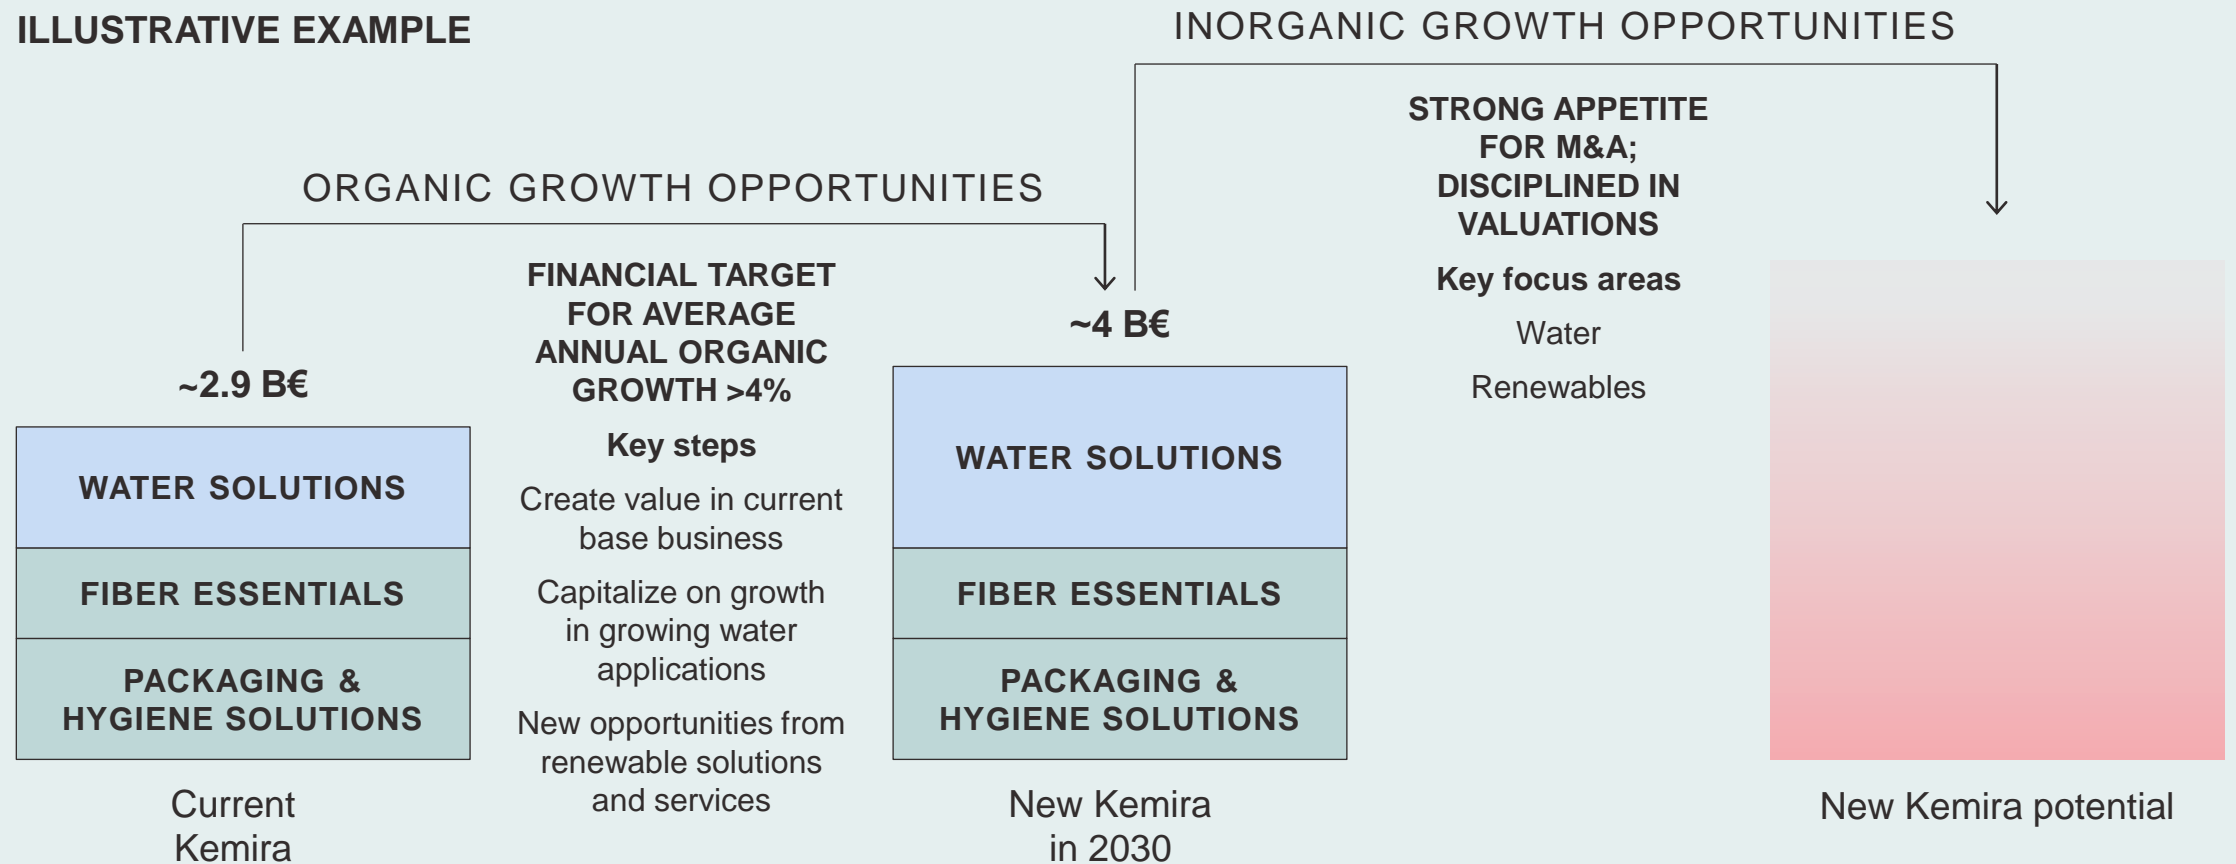 ILLUSTRATIVE EXAMPLE
INORGANIC GROWTH OPPORTUNITIES
ORGANIC GROWTH OPPORTUNITIES
~2.9 B€
WATER SOLUTIONS
FIBER ESSENTIALS
PACKAGING &
HYGIENE SOLUTIONS
Current
Kemira
FINANCIAL TARGET
FOR AVERAGE
ANNUAL ORGANIC
GROWTH >4%
Key steps
Create value in current
base business
Capitalize on growth
in growing water
applications
New opportunities from
renewable solutions
and services
~4 B€
WATER SOLUTIONS
FIBER ESSENTIALS
PACKAGING &
HYGIENE SOLUTIONS
New Kemira
in 2030
STRONG APPETITE
FOR M&A;
DISCIPLINED IN
VALUATIONS
Key focus areas
Water
Renewables
New Kemira potential